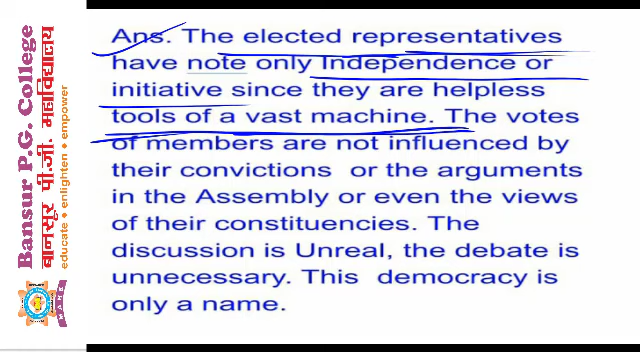 Ans. The elected representatives
have note only Independence or
initiative since they are helpless
tools of a vast machine. The votes
of members are not influenced by
their convictions or the arguments
in the Assembly or even the views
of their constituencies. The
discussion is Unreal, the debate is
unnecessary. This democracy is
only a name.
Bansur P.G. College
बानसूर पी.जी. महाविद्यालय
educate • enlighten • empower